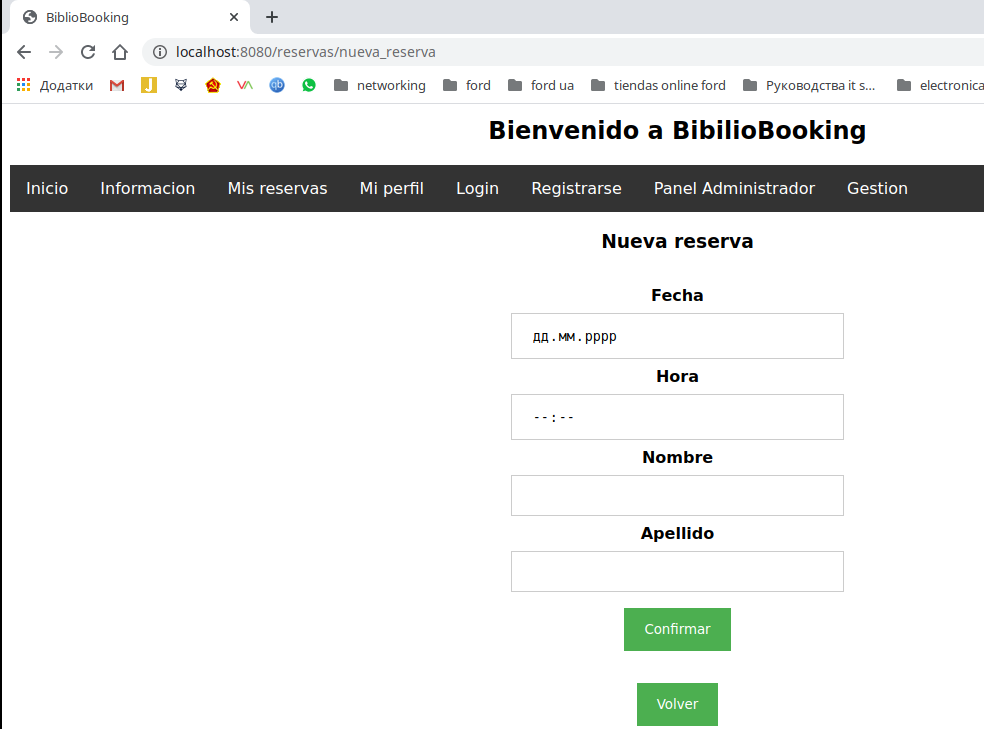 BiblioBooking
localhost:8080/reservas/nueva_reserva
Додатки networking ford ford ua tiendas online ford Руководства it s... electronica
Bienvenido a BibilioBooking
Inicio Informacion Mis reservas Mi perfil Login Registrarse Panel Administrador Gestion
Nueva reserva
Fecha
дд.мм.рррр
Hora
--:--
Nombre
Apellido
Confirmar
Volver